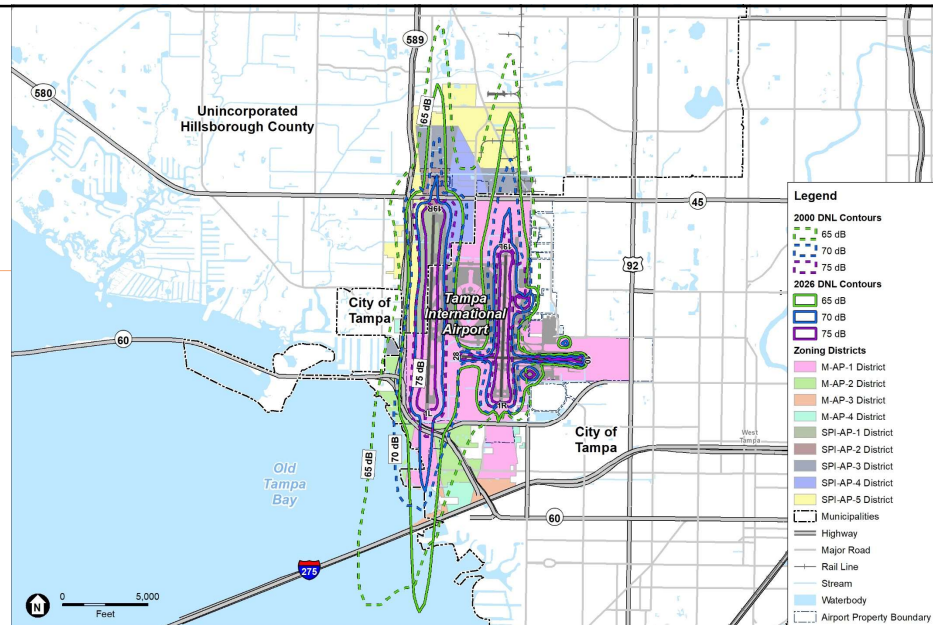 589
580
Unincorporated
Hillsborough County
65 dB
45
19R
19L
92
City of
Tampa
Tampa
International
Airport
60
28
75 dB
1R
City of
Tampa
West
Tampa
65 dB
70 dB
Old
Tampa
Bay
60
275
N
0 5,000
Feet
Legend
2000 DNL Contours
65 dB
70 dB
75 dB
2026 DNL Contours
65 dB
70 dB
75 dB
Zoning Districts
M-AP-1 District
M-AP-2 District
M-AP-3 District
M-AP-4 District
SPI-AP-1 District
SPI-AP-2 District
SPI-AP-3 District
SPI-AP-4 District
SPI-AP-5 District
Municipalities
Highway
Major Road
Rail Line
Stream
Waterbody
Airport Property Boundary